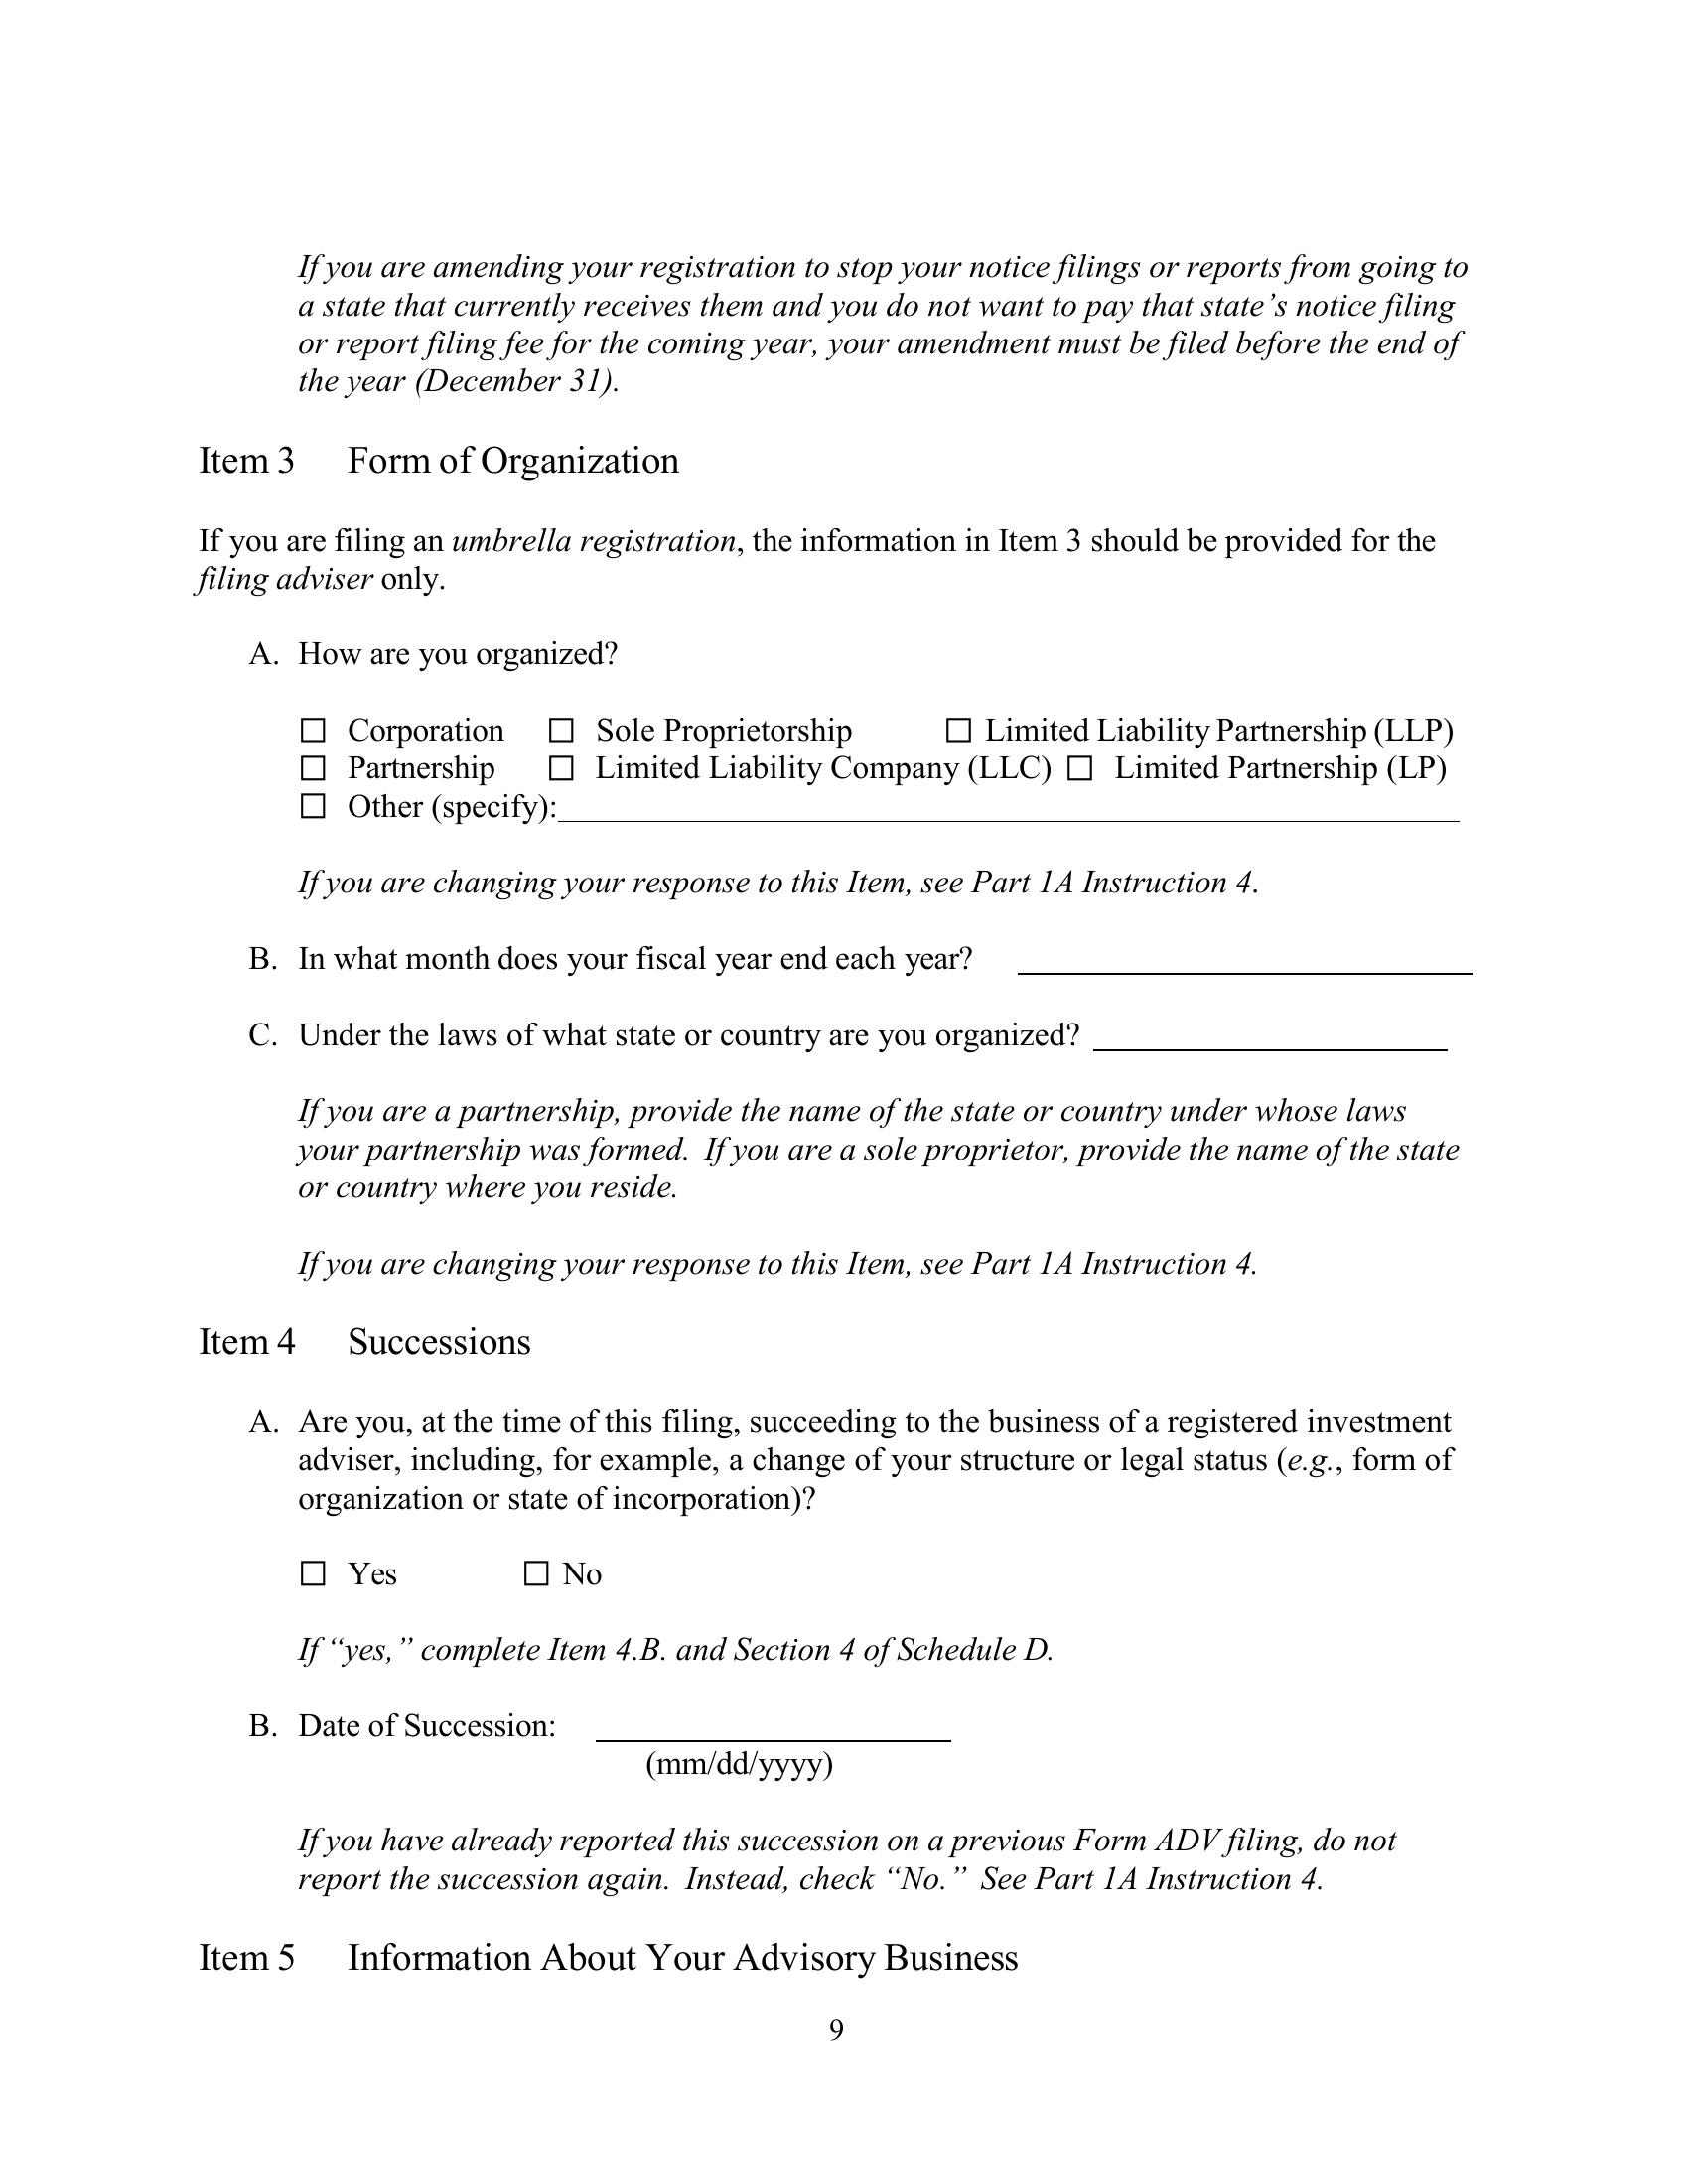 If you are amending your registration to stop your notice filings or reports from going to
a state that currently receives them and you do not want to pay that state’s notice filing
or report filing fee for the coming year, your amendment must be filed before the end of
the year (December 31).
Item 3 Form of Organization
If you are filing an umbrella registration, the information in Item 3 should be provided for the
filing adviser only.
A. How are you organized?
☐ Corporation ☐ Sole Proprietorship ☐ Limited Liability Partnership (LLP)
☐ Partnership ☐ Limited Liability Company (LLC) ☐ Limited Partnership (LP)
☐ Other (specify):
If you are changing your response to this Item, see Part 1A Instruction 4.
B. In what month does your fiscal year end each year?
C. Under the laws of what state or country are you organized?
If you are a partnership, provide the name of the state or country under whose laws
your partnership was formed. If you are a sole proprietor, provide the name of the state
or country where you reside.
If you are changing your response to this Item, see Part 1A Instruction 4.
Item 4 Successions
A. Are you, at the time of this filing, succeeding to the business of a registered investment
adviser, including, for example, a change of your structure or legal status (e.g., form of
organization or state of incorporation)?
☐ Yes ☐ No
If “yes,” complete Item 4.B. and Section 4 of Schedule D.
B. Date of Succession:
(mm/dd/yyyy)
If you have already reported this succession on a previous Form ADV filing, do not
report the succession again. Instead, check “No.” See Part 1A Instruction 4.
Item 5 Information About Your Advisory Business
9